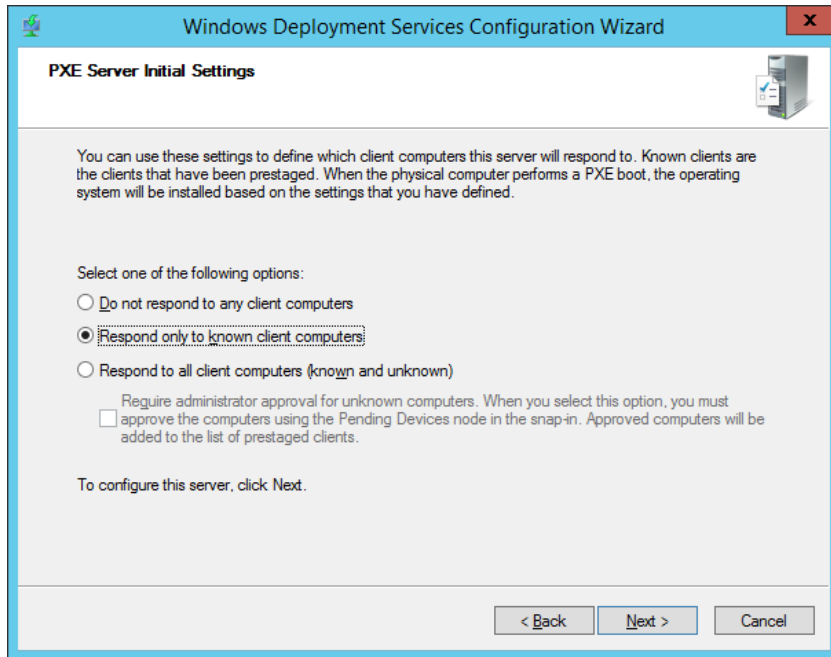 Windows Deployment Services Configuration Wizard
x
PXE Server Initial Settings
You can use these settings to define which client computers this server will respond to. Known clients are
the clients that have been prestaged. When the physical computer performs a PXE boot, the operating
system will be installed based on the settings that you have defined.
Select one of the following options:
Do not respond to any client computers
Respond only to known client computers
Respond to all client computers (known and unknown)
Require administrator approval for unknown computers. When you select this option, you must
approve the computers using the Pending Devices node in the snap-in. Approved computers will be
added to the list of prestaged clients.
To configure this server, click Next.
< Back
Next >
Cancel